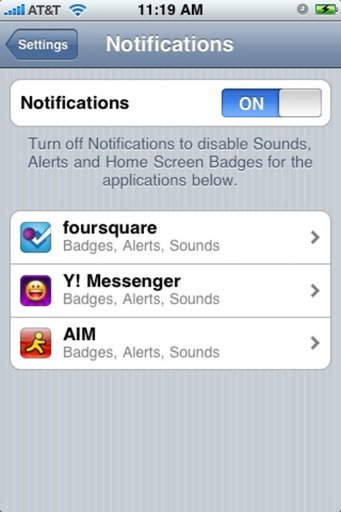 AT&T 11:19 AM
Settings Notifications
Notifications ON
Turn off Notifications to disable Sounds,
Alerts and Home Screen Badges for the
applications below.
foursquare
Badges, Alerts, Sounds
Y! Messenger
Badges, Alerts, Sounds
AIM
Badges, Alerts, Sounds